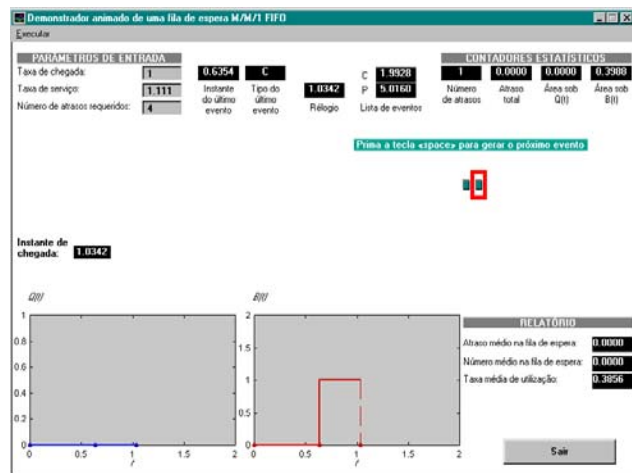 Demonstrador animado de uma fila de espera M/M/1 FIFO
Executar
PARÂMETROS DE ENTRADA
Taxa de chegada: 1
Taxa de serviço: 1.111
Número de atrasos requeridos: 4
0.6354 C
Instante do último evento
Tipo do último evento
1.0342
Rélogio
C 1.9928
P 5.0160
Lista de eventos
CONTADORES ESTATÍSTICOS
1 0.0000 0.0000 0.3988
Número de atrasos
Atraso total
Área sob Q(t)
Área sob B(t)
Prima a tecla «space» para gerar o próximo evento
Instante de chegada: 1.0342
Q(t)
1
0.8
0.6
0.4
0.2
0
0 0.5 1 1.5 2
t
B(t)
2
1.5
1
0.5
0
0 0.5 1 1.5 2
t
RELATÓRIO
Atraso médio na fila de espera: 0.0000
Número médio na fila de espera: 0.0000
Taxa média de utilização: 0.3856
Sair